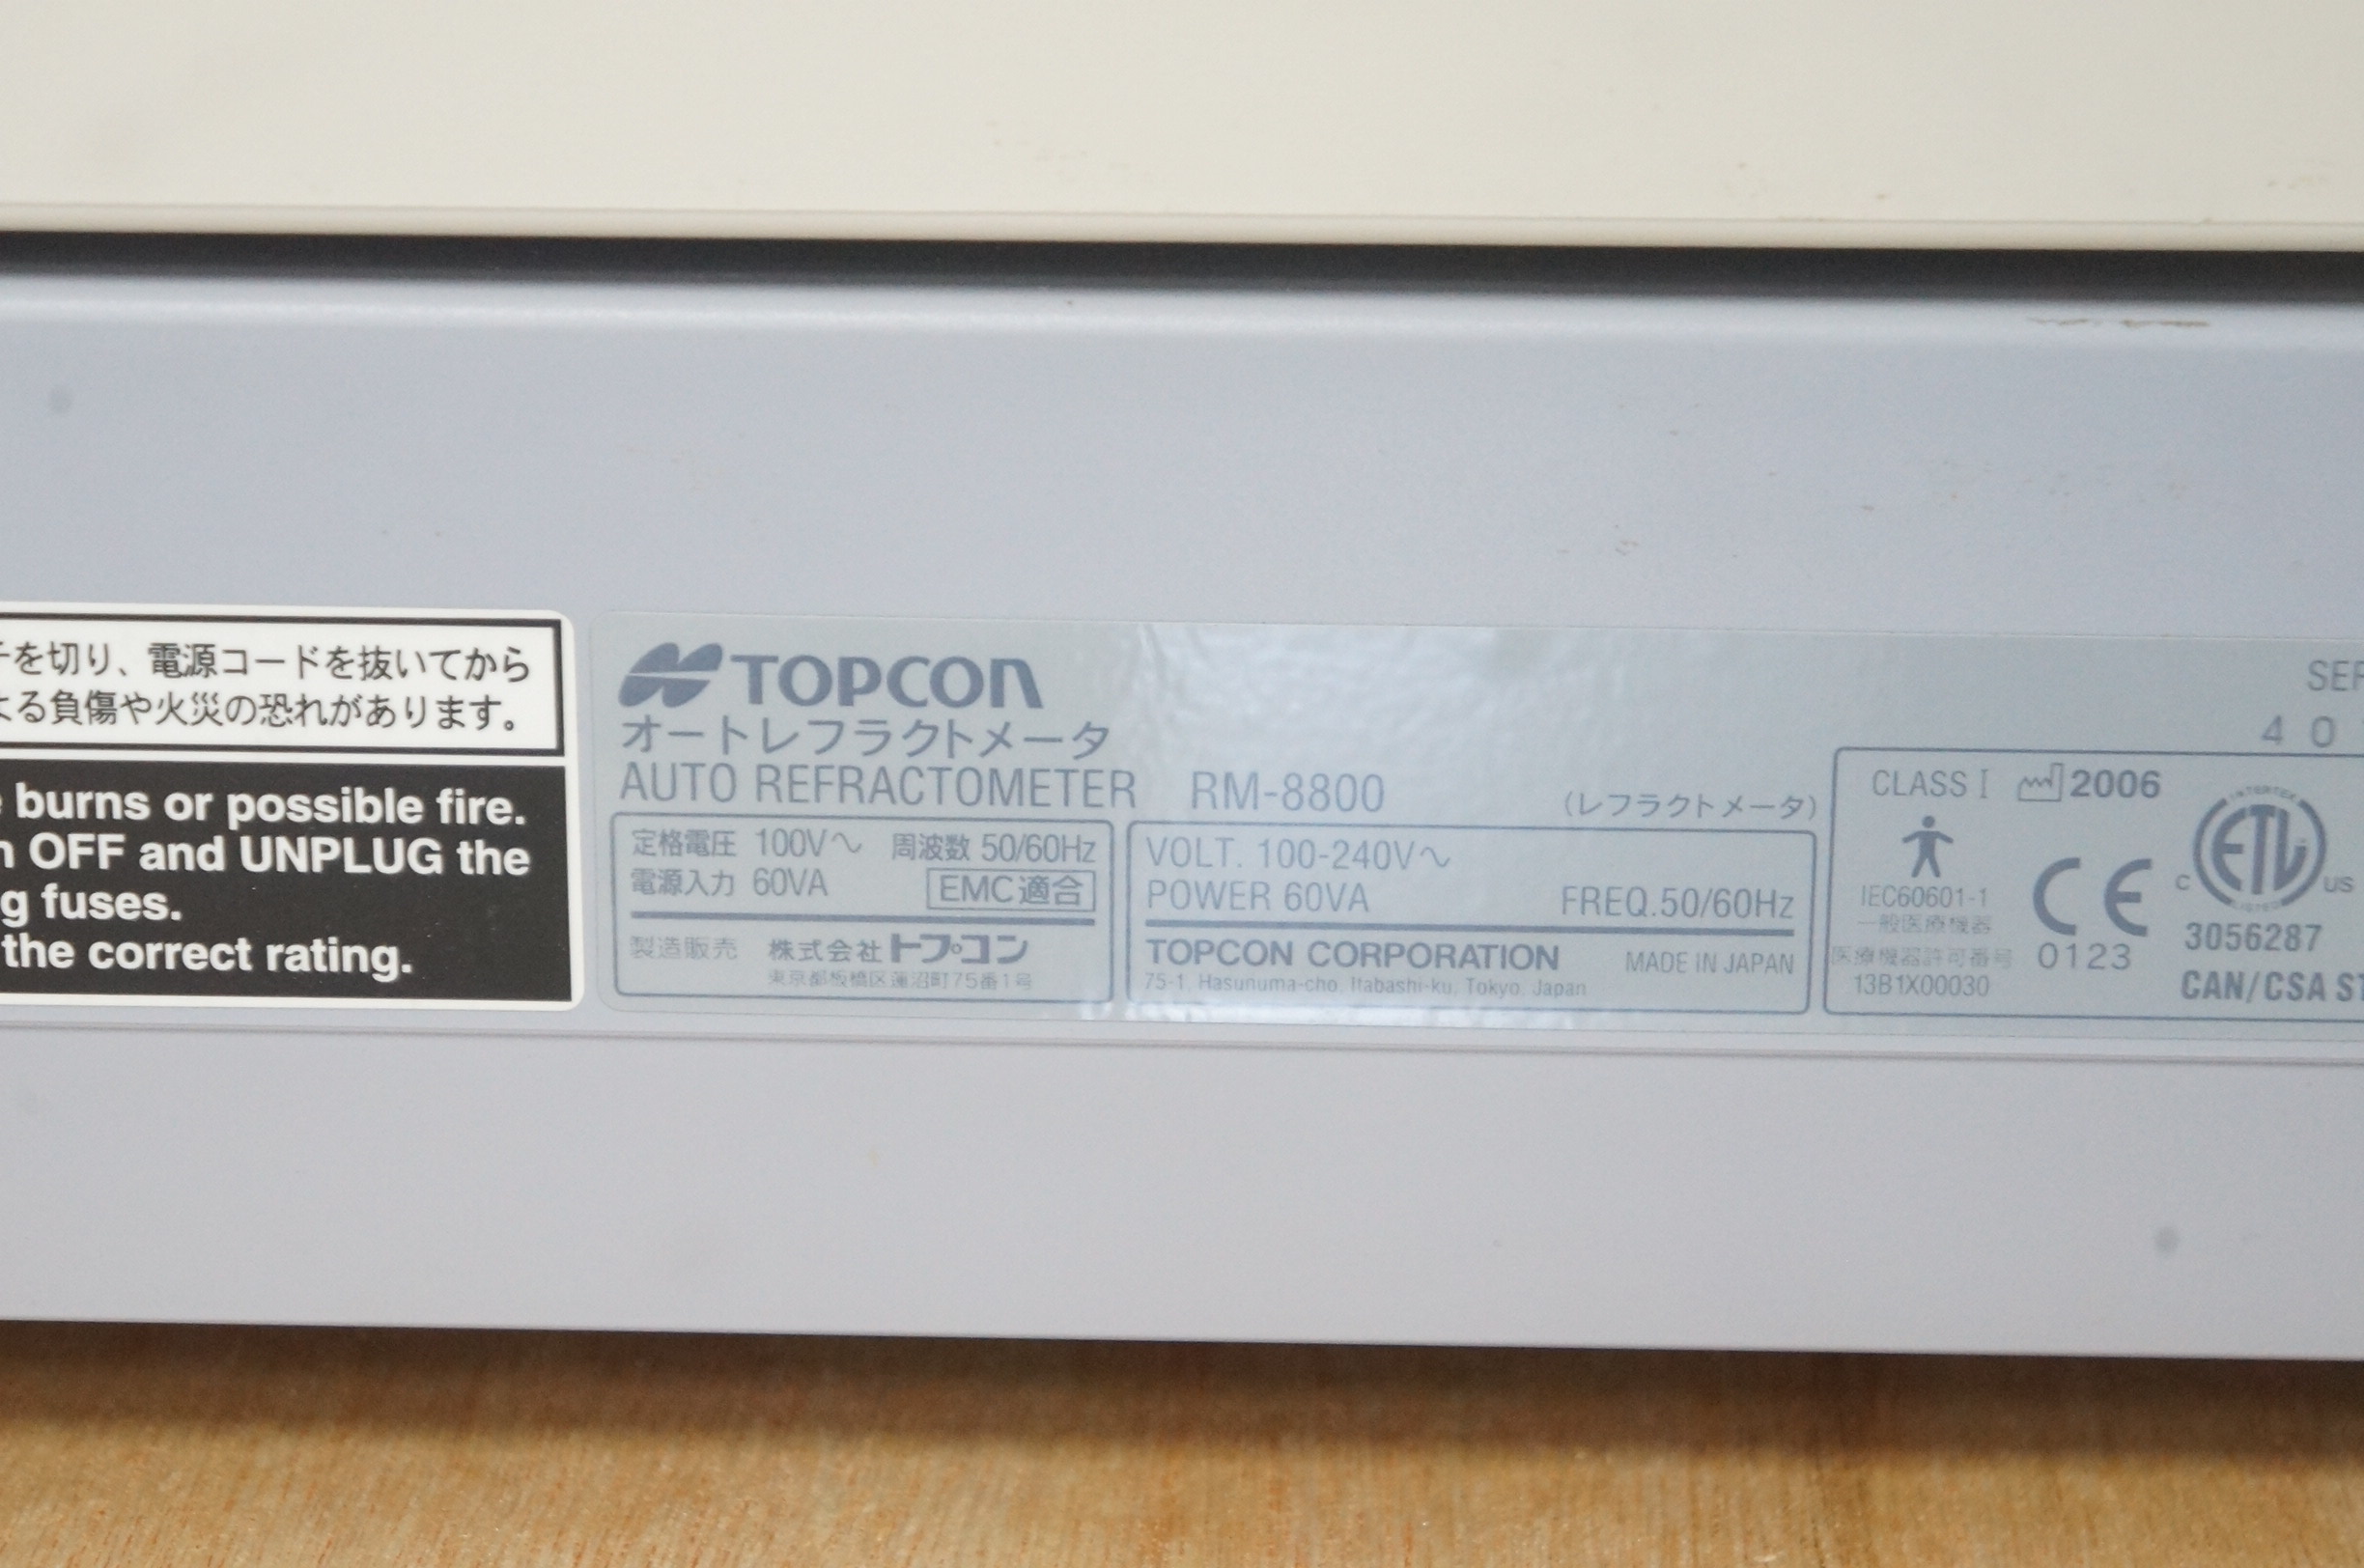 を切り、電源コードを抜いてから
よる負傷や火災の恐れがあります。
burns or possible fire.
OFF and UNPLUG the
fuses.
the correct rating.
TOPCON
オートレフラクトメータ
AUTO REFRACTOMETER RM-8800 (レフラクトメータ)
定格電圧 100V～ 周波数 50/60Hz
電源入力 60VA EMC適合
製造販売 株式会社トプコン
東京都板橋区蓮沼町75番1号
VOLT. 100-240V～
POWER 60VA FREQ.50/60Hz
TOPCON CORPORATION MADE IN JAPAN
75-1, Hasunuma-cho, Itabashi-ku, Tokyo, Japan
4 0
CLASS I 2006
IEC60601-1
一般医療機器
医療機器許可番号
13B1X00030
CE
0123
INTERTEK
C ETL US
LISTED
3056287
CAN/CSA